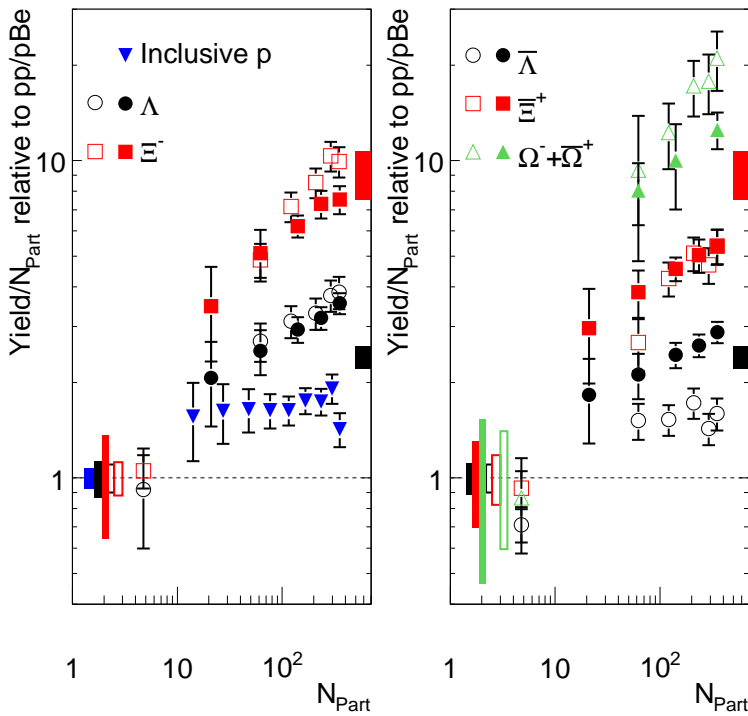 Yield/N_Part relative to pp/pBe
Inclusive p
Λ
Ξ⁻
10
1
1
10
10²
N_Part
Yield/N_Part relative to pp/pBe
Λ̅
Ξ̅⁺
Ω⁻+Ω̅⁺
10
1
1
10
10²
N_Part